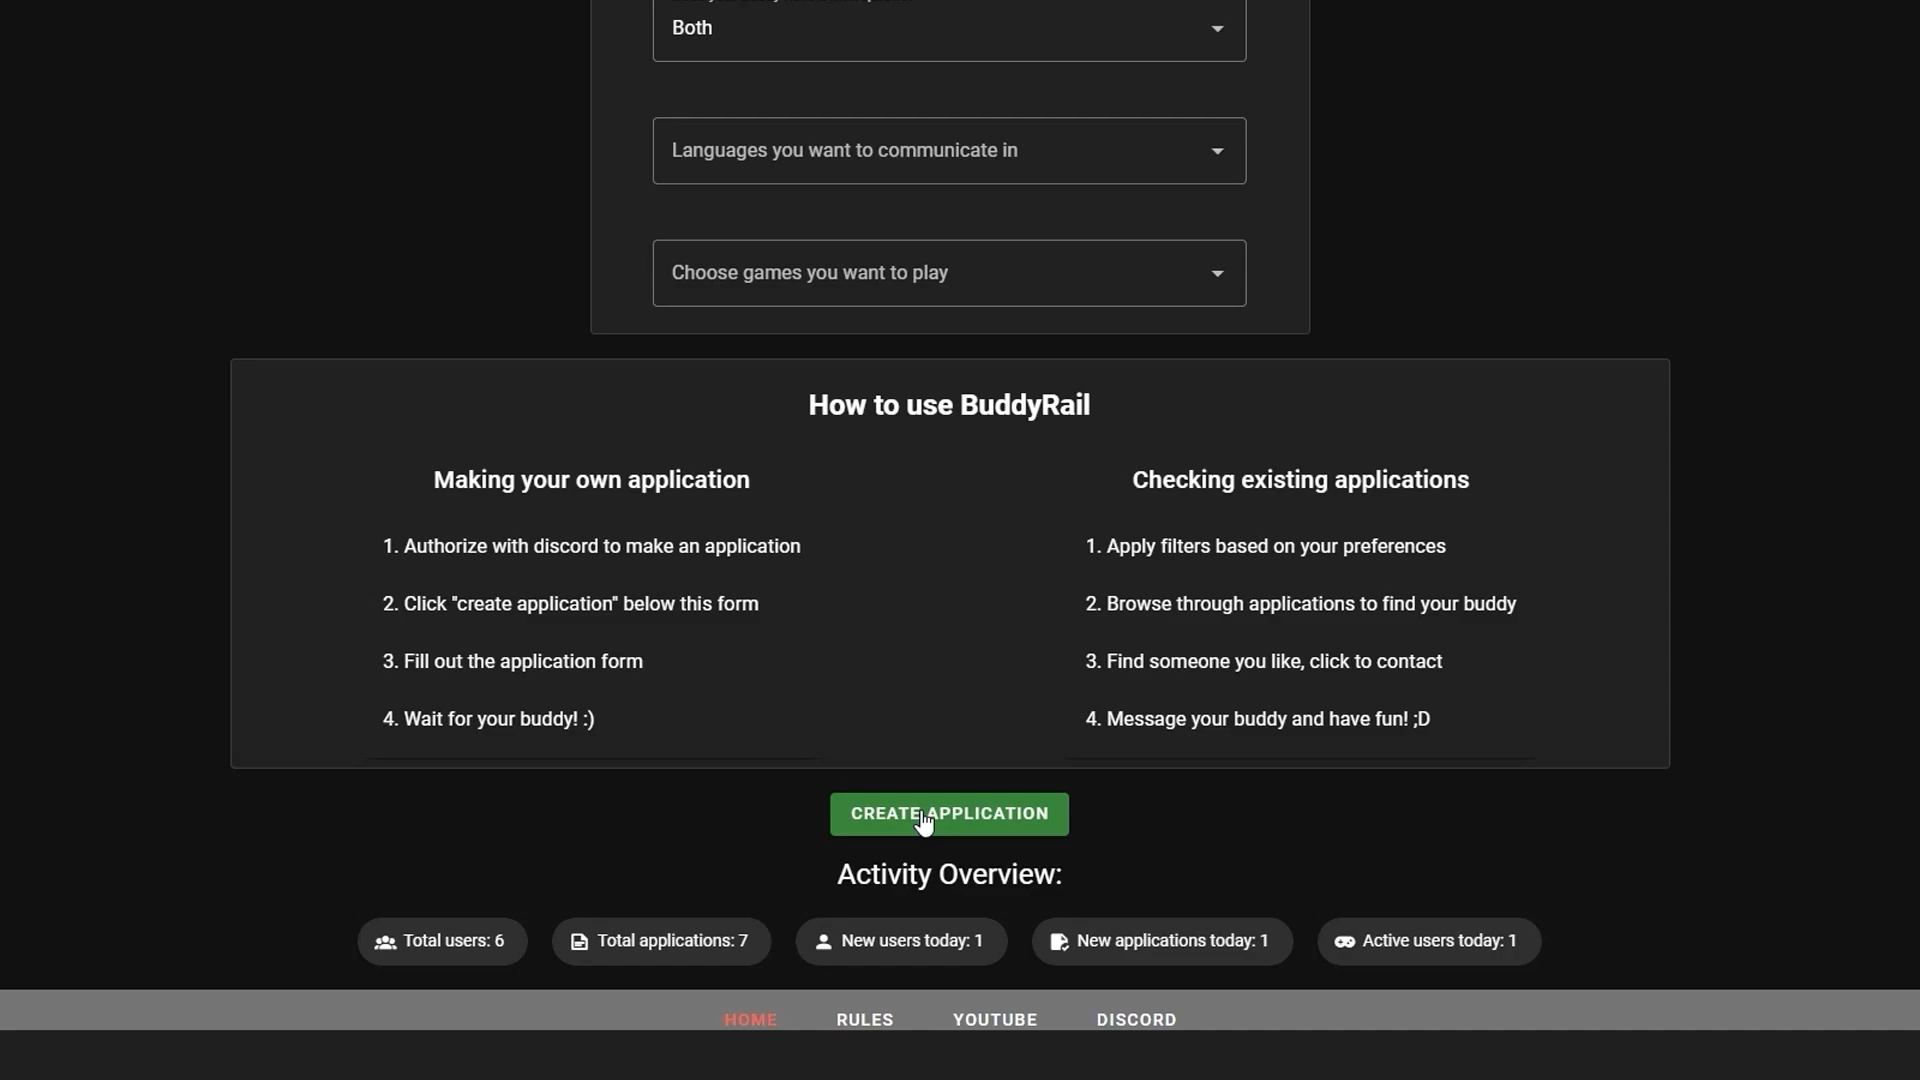 Both
Languages you want to communicate in
Choose games you want to play
How to use BuddyRail
Making your own application
1. Authorize with discord to make an application
2. Click "create application" below this form
3. Fill out the application form
4. Wait for your buddy! :)
Checking existing applications
1. Apply filters based on your preferences
2. Browse through applications to find your buddy
3. Find someone you like, click to contact
4. Message your buddy and have fun! ;D
CREATE APPLICATION
Activity Overview:
Total users: 6
Total applications: 7
New users today: 1
New applications today: 1
Active users today: 1
HOME
RULES
YOUTUBE
DISCORD